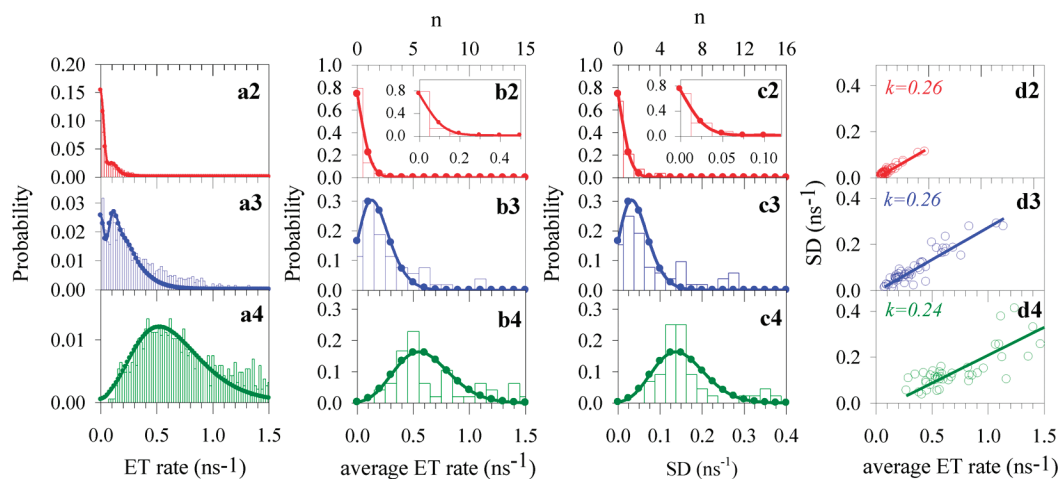 n
n
0 5 10 15
0 4 8 12 16
0.20
0.15
0.10
0.05
0.00
a2
1.0
0.8
0.6
0.4
0.2
0.0
b2
0.8
0.4
0.0
0.0 0.2 0.4
1.0
0.8
0.6
0.4
0.2
0.0
c2
0.8
0.4
0.0
0.00 0.05 0.10
0.4
0.2
0.0
k=0.26
d2
Probability
0.03
0.03
0.01
0.00
a3
Probability
0.3
0.2
0.1
0.0
b3
Probability
0.3
0.2
0.1
0.0
c3
SD (ns-1)
0.4
0.2
0.0
k=0.26
d3
0.01
0.00
a4
0.3
0.2
0.1
0.0
b4
0.3
0.2
0.1
0.0
c4
0.4
0.2
0.0
k=0.24
d4
0.0 0.5 1.0 1.5
0.0 0.5 1.0 1.5
0.0 0.1 0.2 0.3 0.4
0.0 0.5 1.0 1.5
ET rate (ns-1)
average ET rate (ns-1)
SD (ns-1)
average ET rate (ns-1)